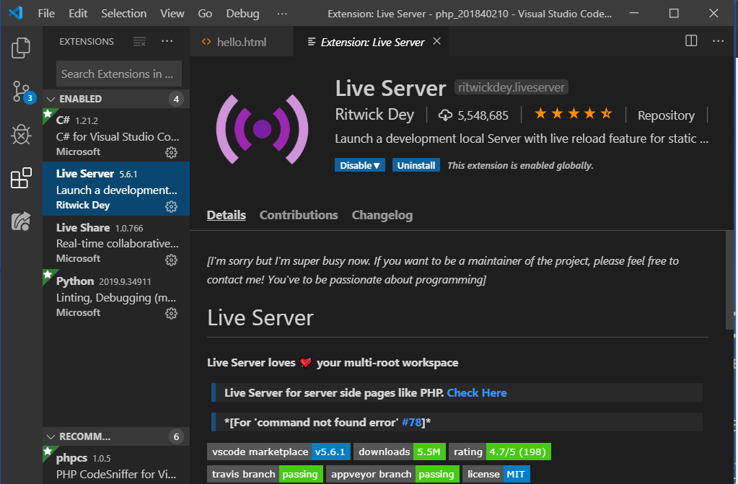 File Edit Selection View Go Debug ··· Extension: Live Server - php_201840210 - Visual Studio Code...
EXTENSIONS
hello.html
Extension: Live Server
Search Extensions in ...
ENABLED 4
3
C# 1.21.2
C# for Visual Studio Co...
Microsoft
Live Server 5.6.1
Launch a development...
Ritwick Dey
Live Share 1.0.766
Real-time collaborative...
Microsoft
Python 2019.9.34911
Linting, Debugging (m...
Microsoft
RECOMM... 6
phpcs 1.0.5
PHP CodeSniffer for Vi...
Live Server ritwickdey.liveserver
Ritwick Dey 5,548,685 Repository
Launch a development local Server with live reload feature for static ...
Disable Uninstall This extension is enabled globally.
Details Contributions Changelog
[I'm sorry but I'm super busy now. If you want to be a maintainer of the project, please feel free to
contact me! You've to be passionate about programming]
Live Server
Live Server loves ❤ your multi-root workspace
Live Server for server side pages like PHP. Check Here
*[For 'command not found error' #78]*
vscode marketplace v5.6.1 downloads 5.5M rating 4.7/5 (198)
travis branch passing appveyor branch passing license MIT